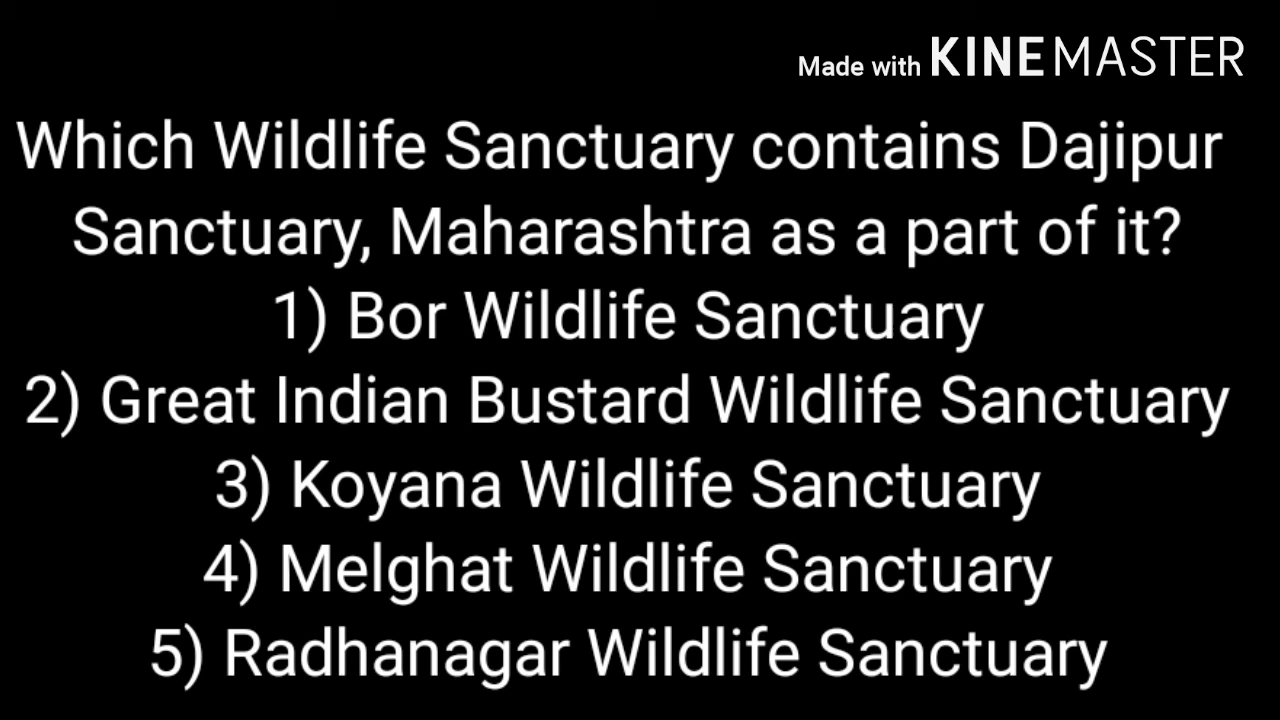 Made with KINEMASTER
Which Wildlife Sanctuary contains Dajipur
Sanctuary, Maharashtra as a part of it?
1) Bor Wildlife Sanctuary
2) Great Indian Bustard Wildlife Sanctuary
3) Koyana Wildlife Sanctuary
4) Melghat Wildlife Sanctuary
5) Radhanagar Wildlife Sanctuary